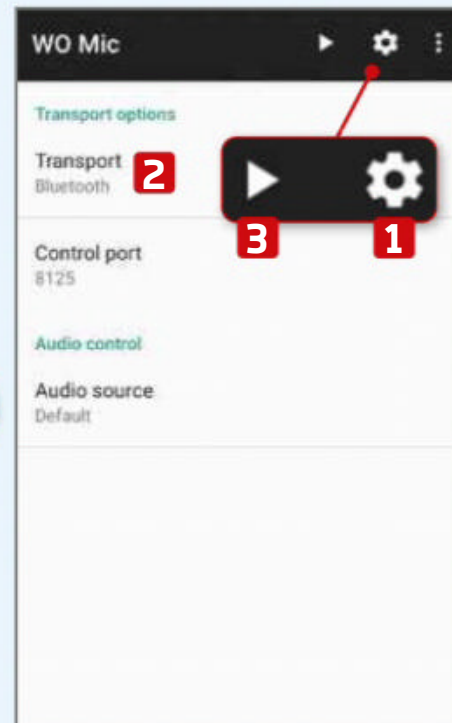 WO Mic
Transport options
Transport 2
Bluetooth
3 1
Control port
8125
Audio control
Audio source
Default